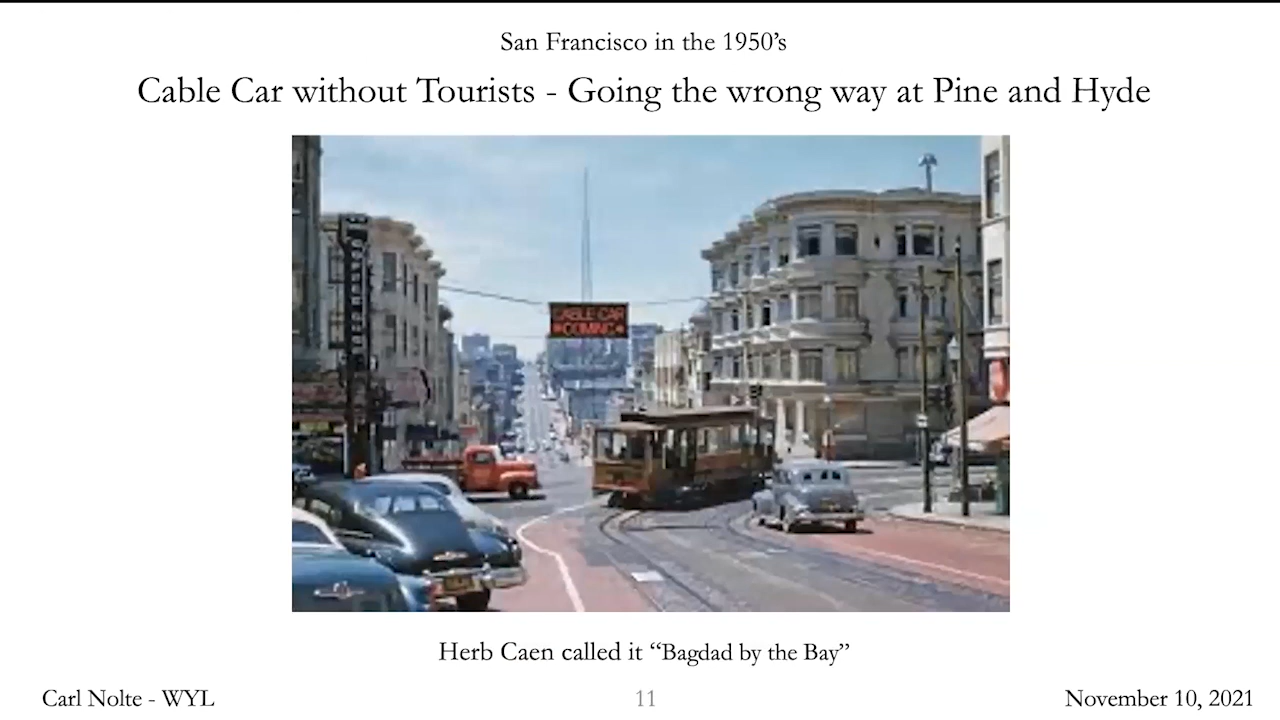 San Francisco in the 1950’s
Cable Car without Tourists - Going the wrong way at Pine and Hyde
CABLE CAR
COMING
Herb Caen called it “Bagdad by the Bay”
Carl Nolte - WYL
11
November 10, 2021